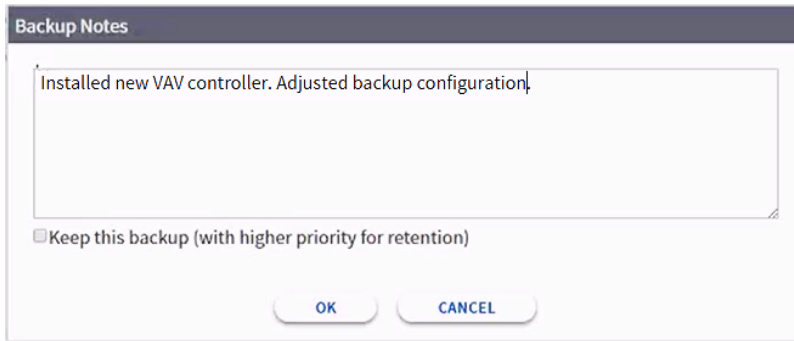 Backup Notes
Installed new VAV controller. Adjusted backup configuration.
Keep this backup (with higher priority for retention)
OK CANCEL